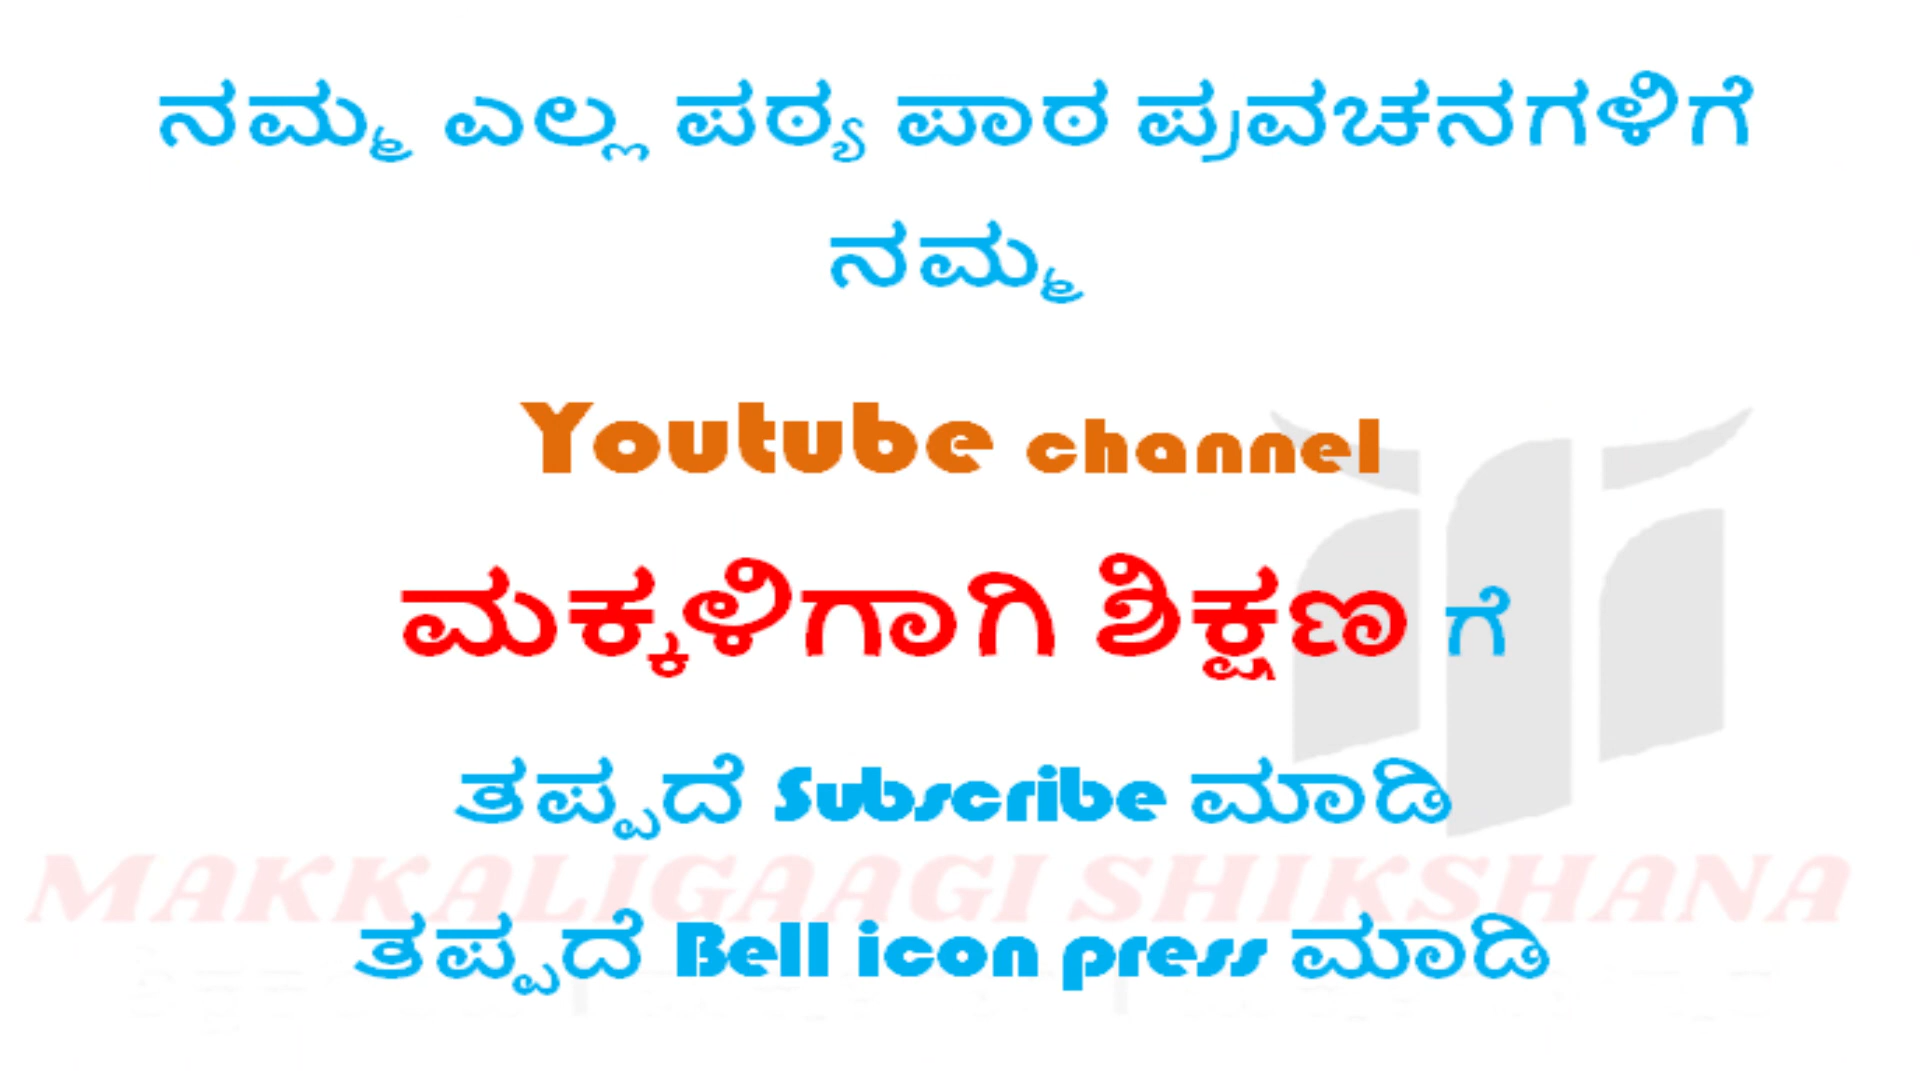 ನಮ್ಮ ಎಲ್ಲ ಪಠ್ಯ ಪಾಠ ಪ್ರವಚನಗಳಿಗೆ
ನಮ್ಮ
Youtube channel
ಮಕ್ಕಳಿಗಾಗಿ ಶಿಕ್ಷಣ ಗೆ
ತಪ್ಪದೆ Subscribe ಮಾಡಿ
MAKKALIGAAGI SHIKSHANA
ತಪ್ಪದೆ Bell icon press ಮಾಡಿ